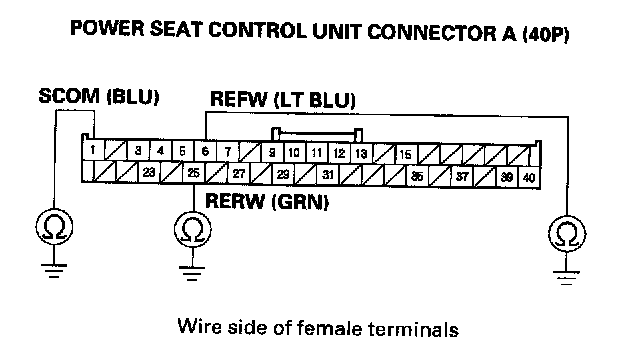 POWER SEAT CONTROL UNIT CONNECTOR A (40P)
SCOM (BLU)
REFW (LT BLU)
1 3 4 5 6 7 9 10 11 12 13 15
23 25 27 29 31 35 37 39 40
RERW (GRN)
Ω Ω Ω
Wire side of female terminals